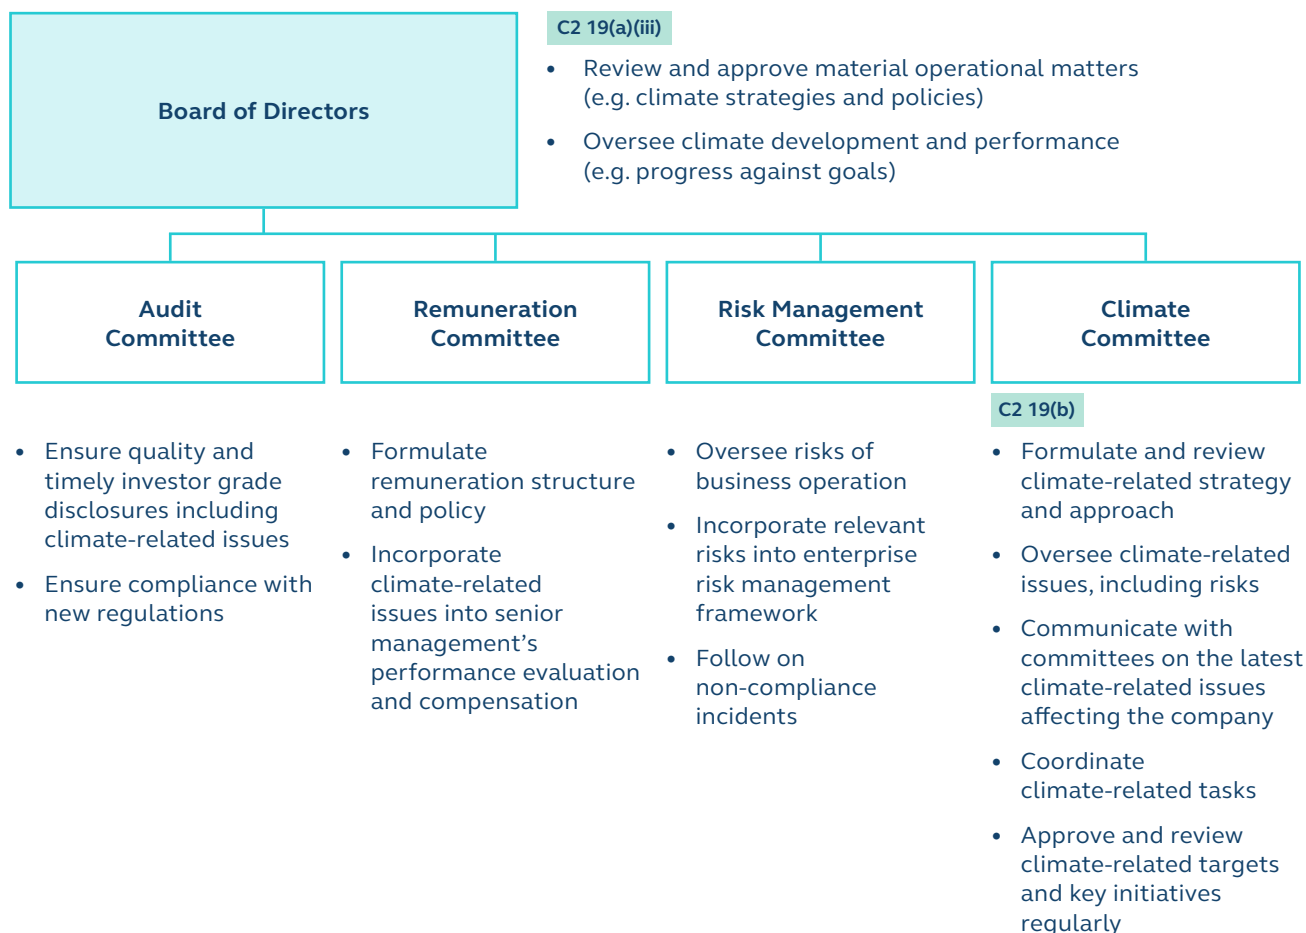 Board of Directors
C2 19(a)(iii)
• Review and approve material operational matters
(e.g. climate strategies and policies)
• Oversee climate development and performance
(e.g. progress against goals)
Audit
Committee
• Ensure quality and
timely investor grade
disclosures including
climate-related issues
• Ensure compliance with
new regulations
Remuneration
Committee
• Formulate
remuneration structure
and policy
• Incorporate
climate-related
issues into senior
management’s
performance evaluation
and compensation
Risk Management
Committee
• Oversee risks of
business operation
• Incorporate relevant
risks into enterprise
risk management
framework
• Follow on
non-compliance
incidents
Climate
Committee
C2 19(b)
• Formulate and review
climate-related strategy
and approach
• Oversee climate-related
issues, including risks
• Communicate with
committees on the latest
climate-related issues
affecting the company
• Coordinate
climate-related tasks
• Approve and review
climate-related targets
and key initiatives
regularly